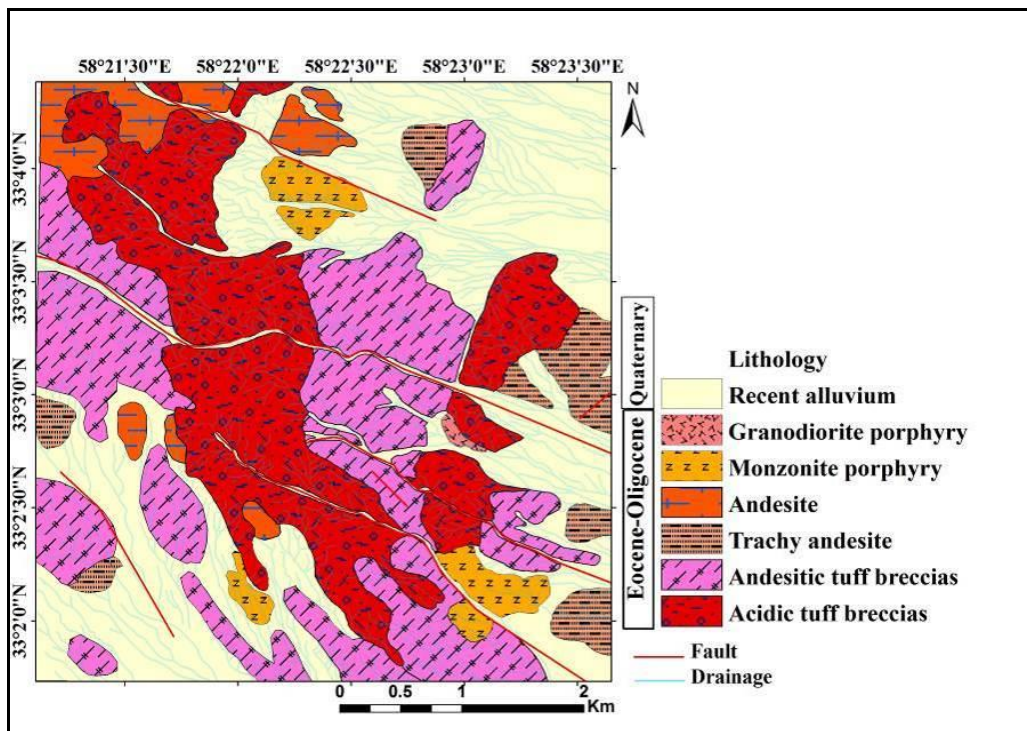 58°21'30"E 58°22'0"E 58°22'30"E 58°23'0"E 58°23'30"E
N
33°4'0"N
33°3'30"N
33°3'0"N
33°2'30"N
33°2'0"N
Quaternary
Eocene-Oligocene
Lithology
Recent alluvium
Granodiorite porphyry
Monzonite porphyry
Andesite
Trachy andesite
Andesitic tuff breccias
Acidic tuff breccias
Fault
Drainage
0 0.5 1 2
Km